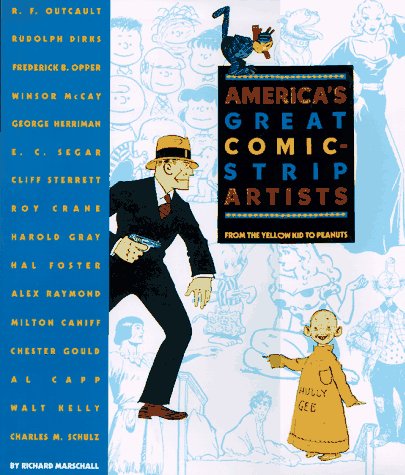 R. F. OUTCAULT
RUDOLPH DIRKS
FREDERICK B. OPPER
WINSOR McCAY
GEORGE HERRIMAN
E. C. SEGAR
CLIFF STERRETT
ROY CRANE
HAROLD GRAY
HAL FOSTER
ALEX RAYMOND
MILTON CANIFF
CHESTER GOULD
AL CAPP
WALT KELLY
CHARLES M. SCHULZ
BY RICHARD MARSCHALL
AMERICA'S
GREAT
COMIC-
STRIP
ARTISTS
FROM THE YELLOW KID TO PEANUTS
HULLY
GEE